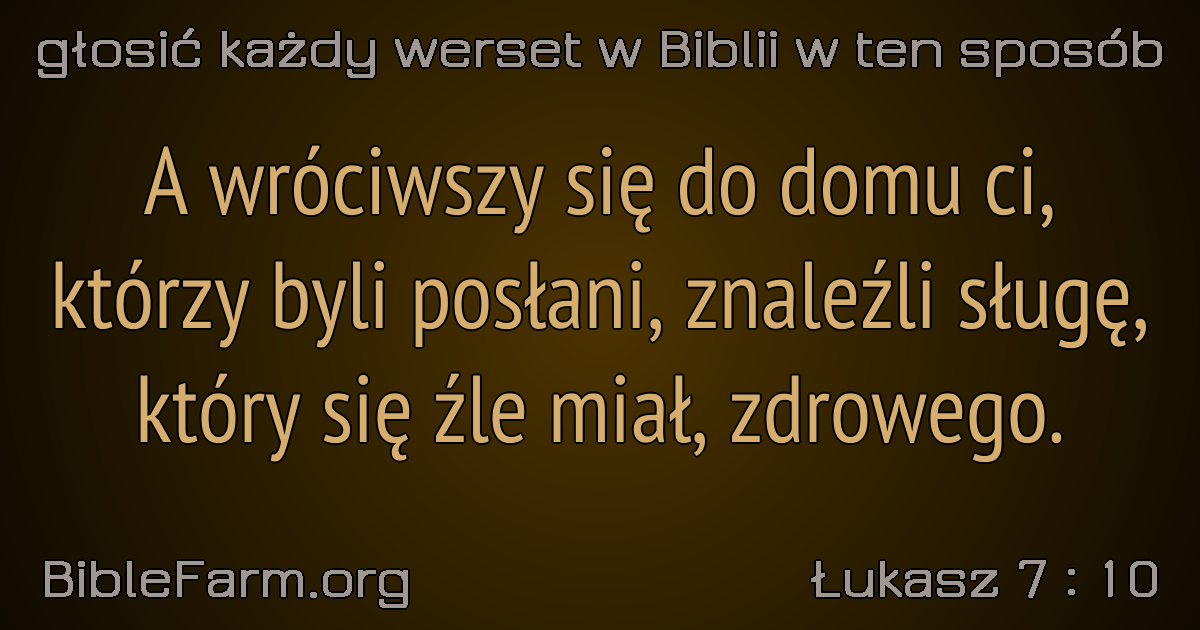 głosić każdy werset w Biblii w ten sposób
A wróciwszy się do domu ci,
którzy byli posłani, znaleźli sługę,
który się źle miał, zdrowego.
BibleFarm.org
Łukasz 7 : 10